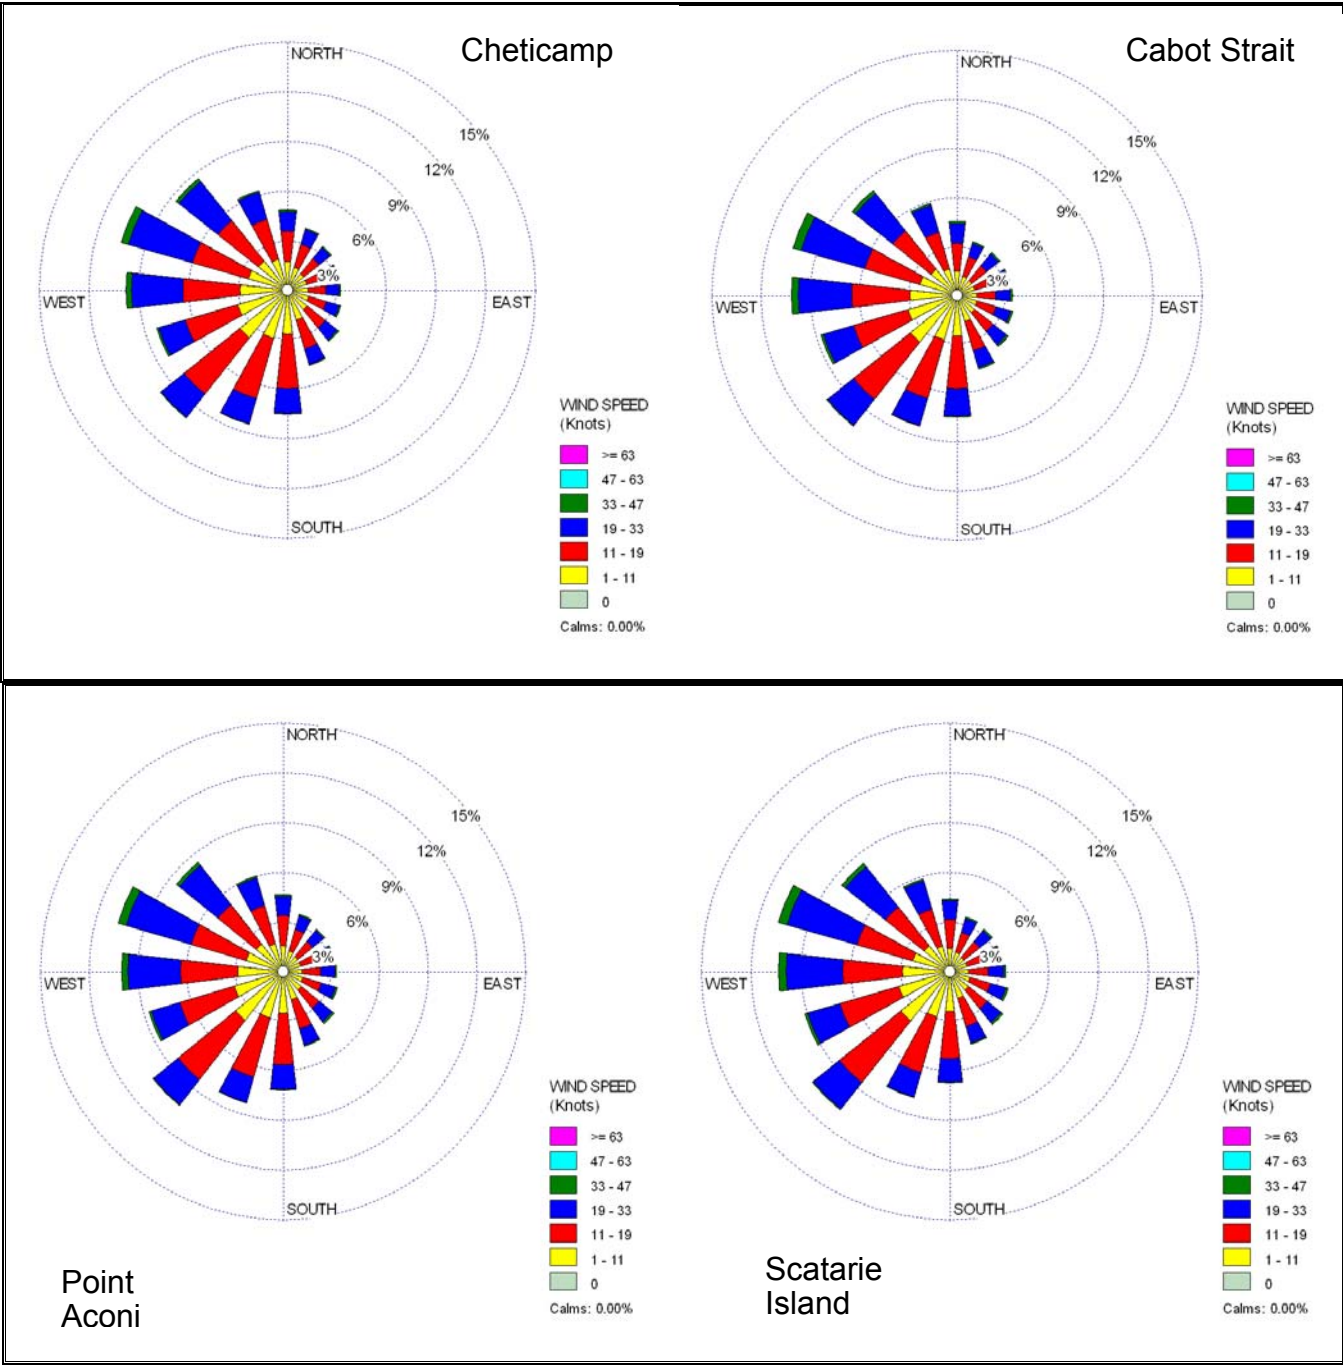 Cheticamp
NORTH
15%
12%
9%
6%
3%
WEST
EAST
SOUTH
WIND SPEED
(Knots)
>= 63
47 - 63
33 - 47
19 - 33
11 - 19
1 - 11
0
Calms: 0.00%
Cabot Strait
NORTH
15%
12%
9%
6%
3%
WEST
EAST
SOUTH
WIND SPEED
(Knots)
>= 63
47 - 63
33 - 47
19 - 33
11 - 19
1 - 11
0
Calms: 0.00%
NORTH
15%
12%
9%
6%
3%
WEST
EAST
SOUTH
WIND SPEED
(Knots)
>= 63
47 - 63
33 - 47
19 - 33
11 - 19
1 - 11
0
Calms: 0.00%
Point
Aconi
NORTH
15%
12%
9%
6%
3%
WEST
EAST
SOUTH
WIND SPEED
(Knots)
>= 63
47 - 63
33 - 47
19 - 33
11 - 19
1 - 11
0
Calms: 0.00%
Scatarie
Island